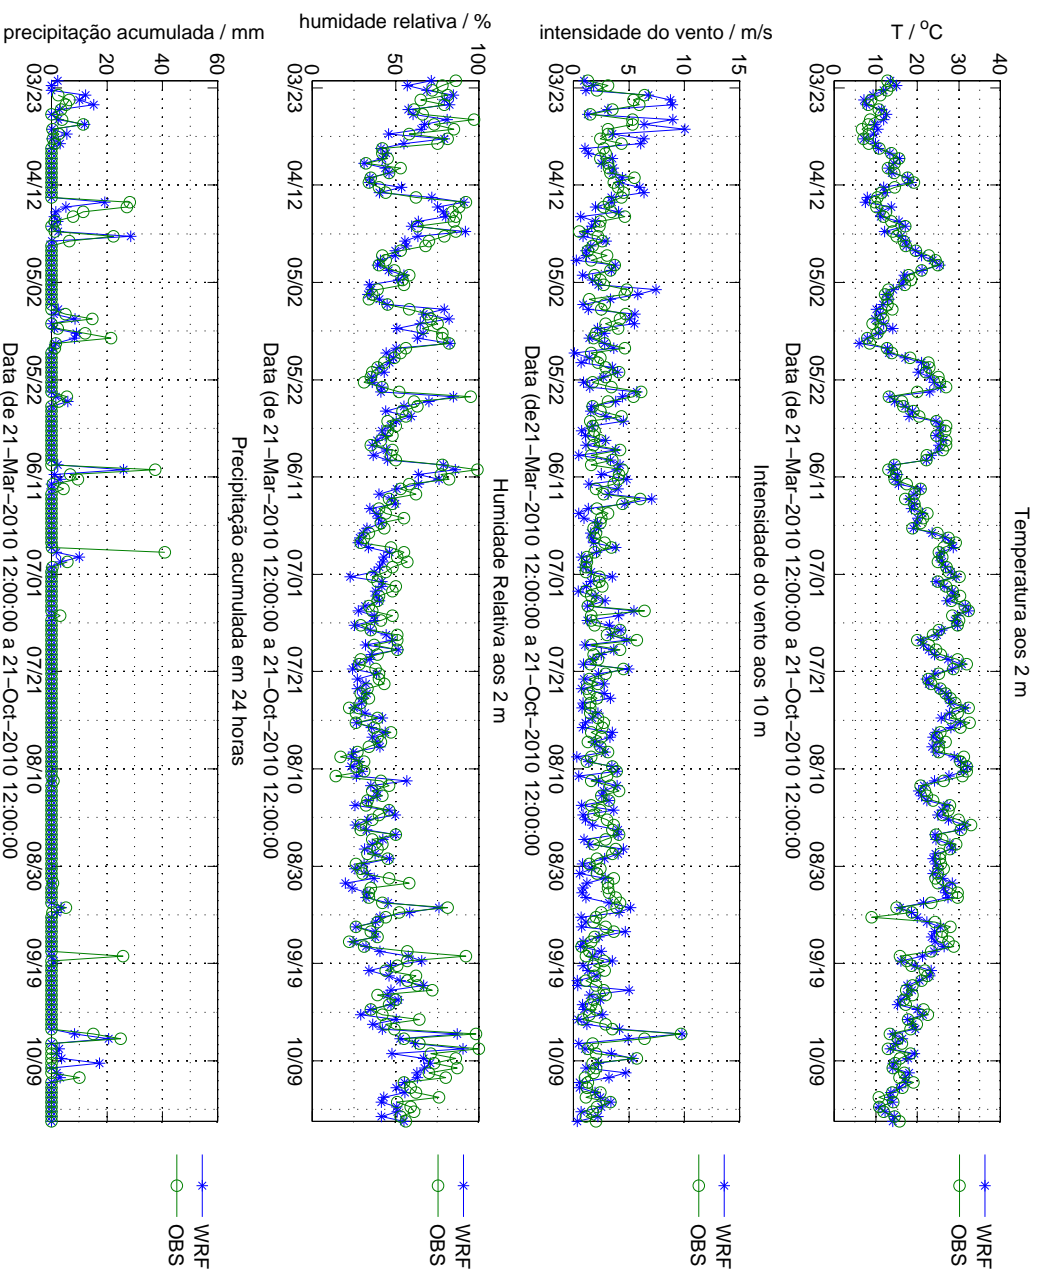 Temperatura aos 2 m
T / ºC
40
30
20
10
0
03/23 04/12 05/02 05/22 06/11 07/01 07/21 08/10 08/30 09/19 10/09
Data (de 21−Mar−2010 12:00:00 a 21−Oct−2010 12:00:00
WRF
OBS
Intensidade do vento aos 10 m
intensidade do vento / m/s
15
10
5
0
03/23 04/12 05/02 05/22 06/11 07/01 07/21 08/10 08/30 09/19 10/09
Data (de21−Mar−2010 12:00:00 a 21−Oct−2010 12:00:00
WRF
OBS
Humidade Relativa aos 2 m
humidade relativa / %
100
50
0
03/23 04/12 05/02 05/22 06/11 07/01 07/21 08/10 08/30 09/19 10/09
Data (de 21−Mar−2010 12:00:00 a 21−Oct−2010 12:00:00
WRF
OBS
Precipitação acumulada em 24 horas
precipitação acumulada / mm
60
40
20
0
03/23 04/12 05/02 05/22 06/11 07/01 07/21 08/10 08/30 09/19 10/09
Data (de 21−Mar−2010 12:00:00 a 21−Oct−2010 12:00:00
WRF
OBS